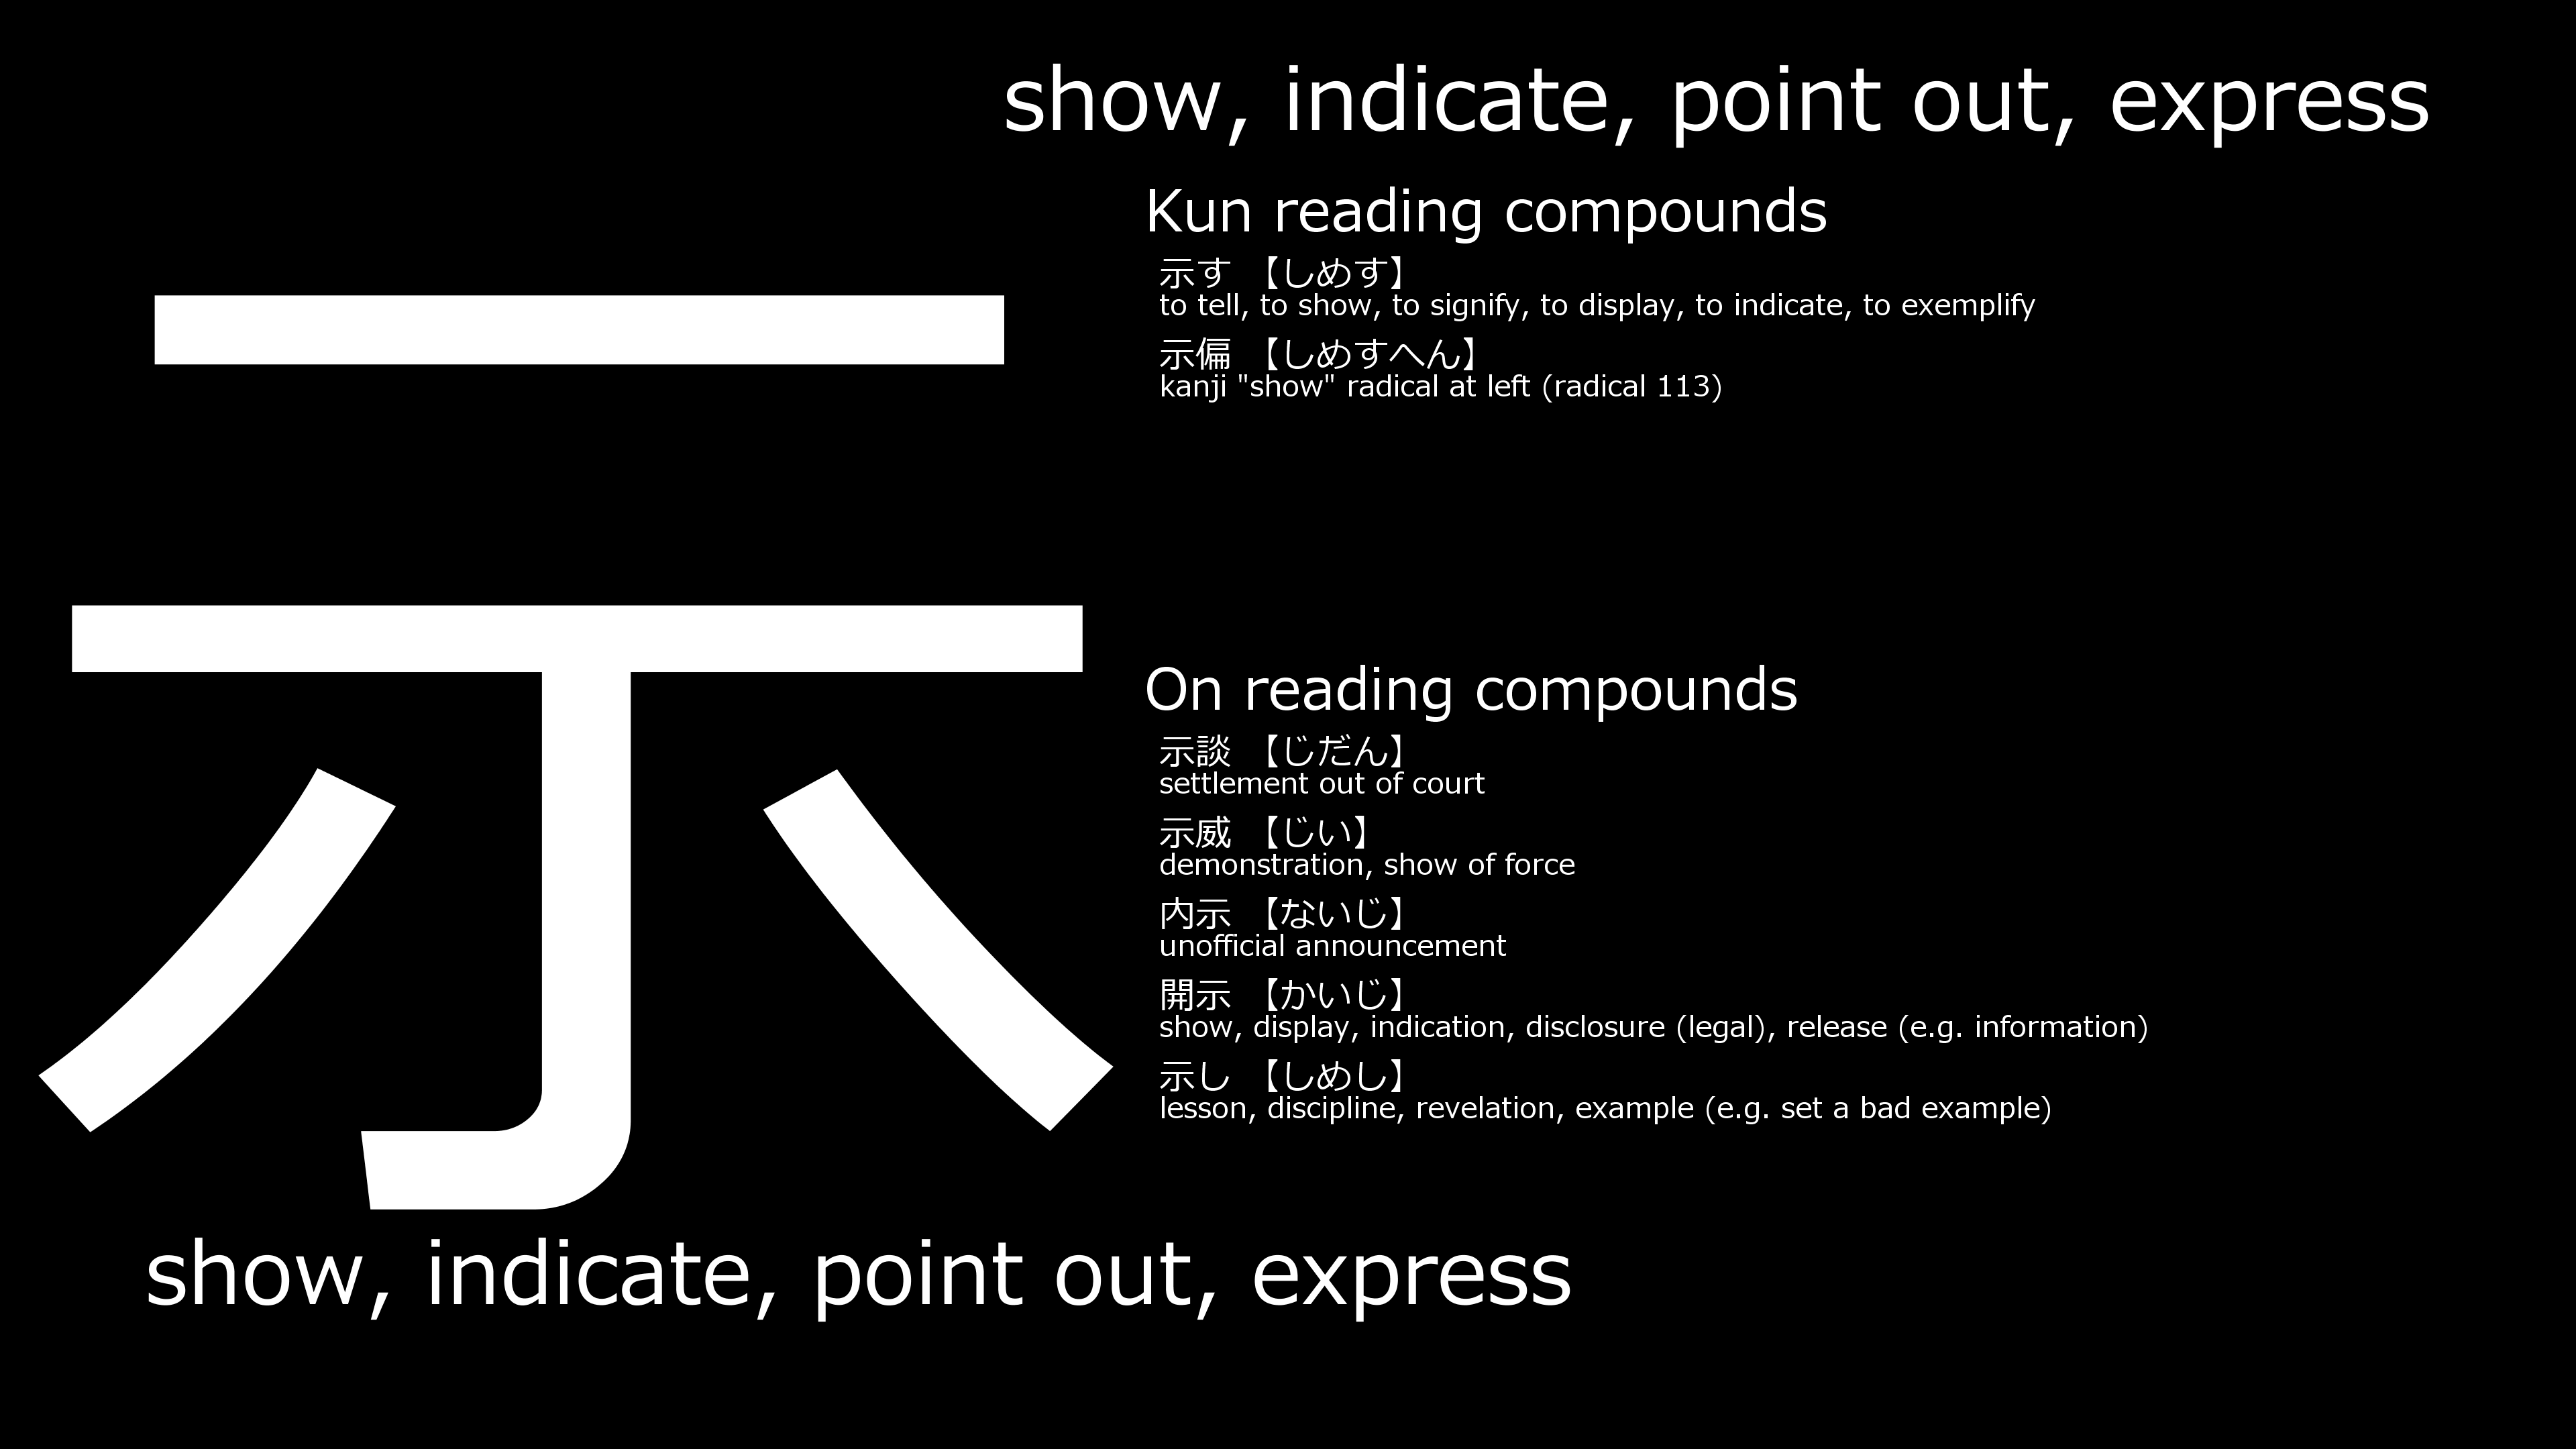 示
show, indicate, point out, express
Kun reading compounds
示す 【しめす】
to tell, to show, to signify, to display, to indicate, to exemplify
示偏 【しめすへん】
kanji "show" radical at left (radical 113)
On reading compounds
示談 【じだん】
settlement out of court
示威 【じい】
demonstration, show of force
内示 【ないじ】
unofficial announcement
開示 【かいじ】
show, display, indication, disclosure (legal), release (e.g. information)
示し 【しめし】
lesson, discipline, revelation, example (e.g. set a bad example)
show, indicate, point out, express